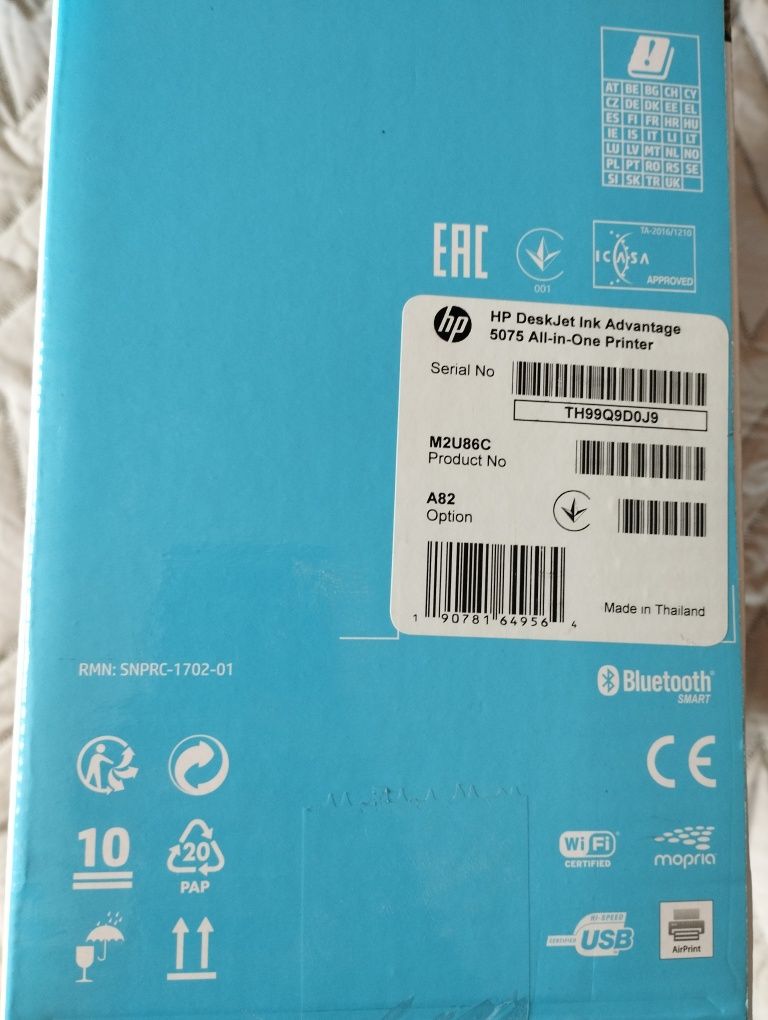 AT BE BG CH CY
CZ DE DK EE EL
ES FI FR HR HU
IE IS IT LI LT
LU LV MT NL NO
PL PT RO RS SE
SI SK TR UK
EAC
001
TA-2016/1210
ICASA
APPROVED
hp
HP DeskJet Ink Advantage
5075 All-in-One Printer
Serial No
TH99Q9D0J9
M2U86C
Product No
A82
Option
1 90781 64956 4
Made in Thailand
RMN: SNPRC-1702-01
Bluetooth
SMART
CE
10
20
PAP
Wi Fi
CERTIFIED
mopria
HI-SPEED
CERTIFIED USB
AirPrint